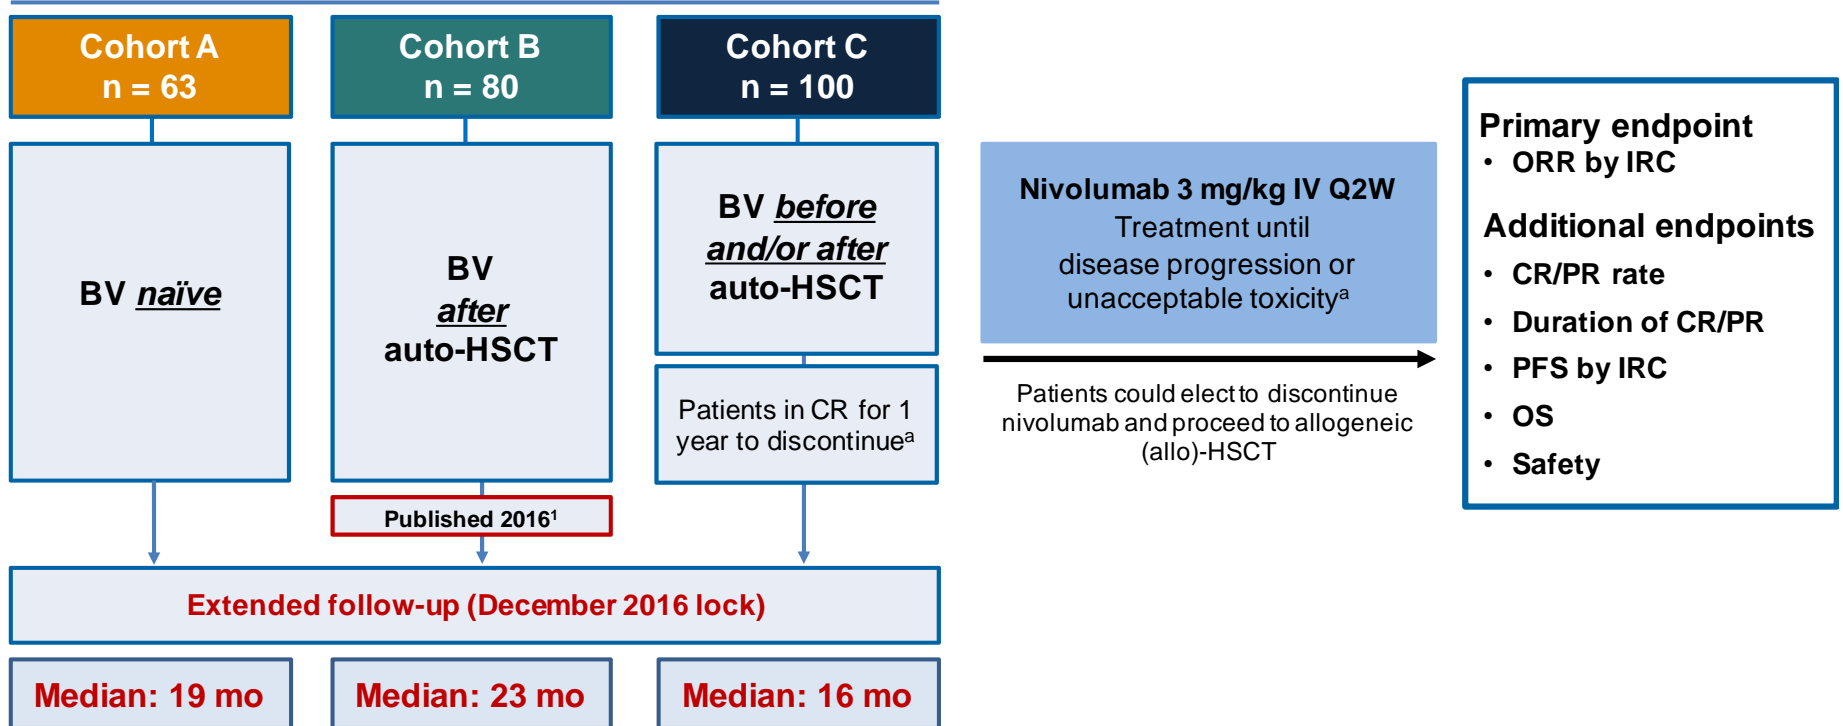 Cohort A
n = 63
Cohort B
n = 80
Cohort C
n = 100
BV naïve
BV
after
auto-HSCT
BV before
and/or after
auto-HSCT
Patients in CR for 1
year to discontinueᵃ
Published 2016¹
Extended follow-up (December 2016 lock)
Median: 19 mo
Median: 23 mo
Median: 16 mo
Nivolumab 3 mg/kg IV Q2W
Treatment until
disease progression or
unacceptable toxicityᵃ
Patients could elect to discontinue
nivolumab and proceed to allogeneic
(allo)-HSCT
Primary endpoint
• ORR by IRC
Additional endpoints
• CR/PR rate
• Duration of CR/PR
• PFS by IRC
• OS
• Safety